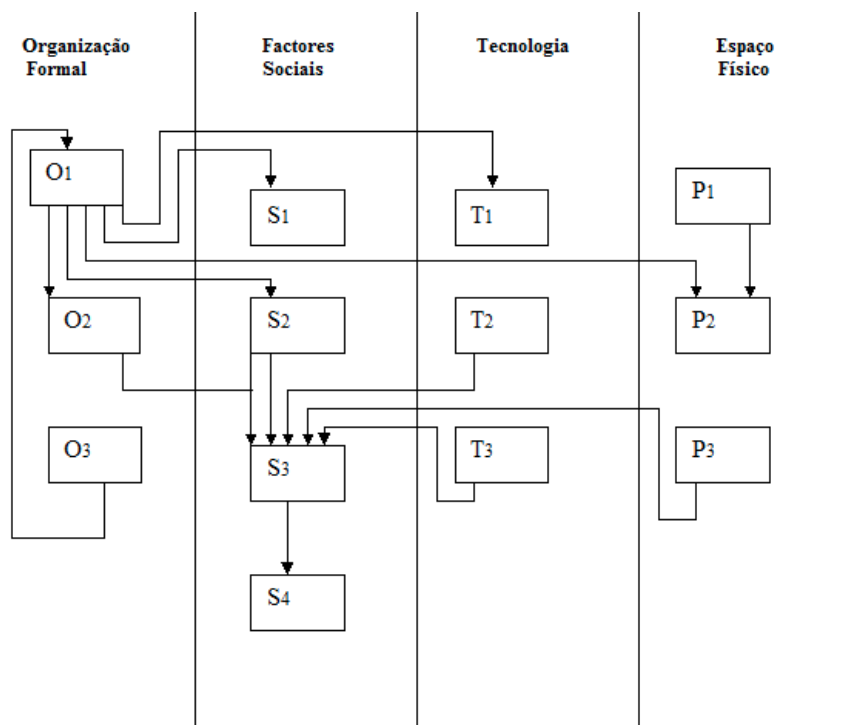 Organização
Formal
Factores
Sociais
Tecnologia
Espaço
Físico
O1
S1
T1
P1
O2
S2
T2
P2
O3
S3
T3
P3
S4